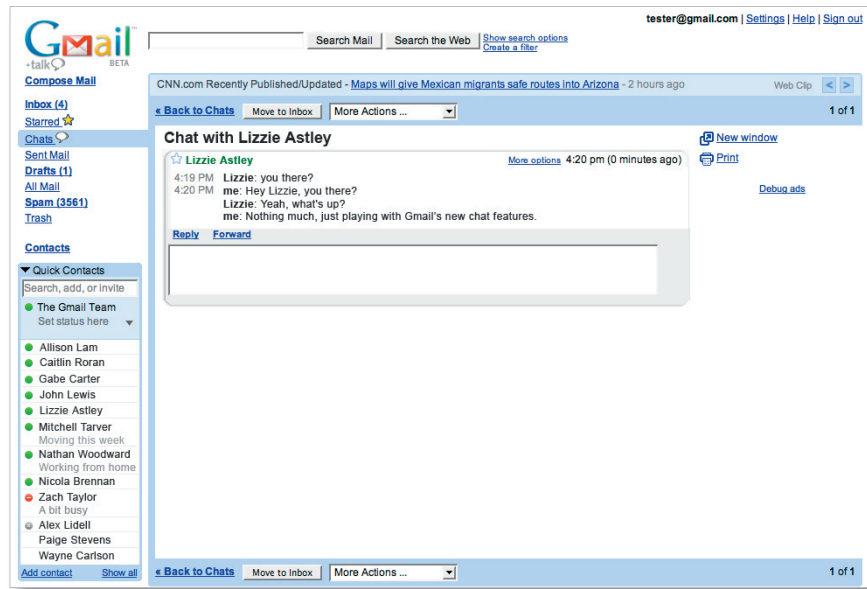 tester@gmail.com | Settings | Help | Sign out
Gmail
+talk BETA
Search Mail Search the Web Show search options
Create a filter
Compose Mail
Inbox (4)
Starred
Chats
Sent Mail
Drafts (1)
All Mail
Spam (3561)
Trash
Contacts
Quick Contacts
Search, add, or invite
The Gmail Team
Set status here
Allison Lam
Caitlin Roran
Gabe Carter
John Lewis
Lizzie Astley
Mitchell Tarver
Moving this week
Nathan Woodward
Working from home
Nicola Brennan
Zach Taylor
A bit busy
Alex Lidell
Paige Stevens
Wayne Carlson
Add contact Show all
CNN.com Recently Published/Updated - Maps will give Mexican migrants safe routes into Arizona - 2 hours ago Web Clip < >
« Back to Chats Move to Inbox More Actions ... 1 of 1
Chat with Lizzie Astley
Lizzie Astley More options 4:20 pm (0 minutes ago)
4:19 PM Lizzie: you there?
4:20 PM me: Hey Lizzie, you there?
Lizzie: Yeah, what's up?
me: Nothing much, just playing with Gmail's new chat features.
Reply Forward
New window
Print
Debug ads
« Back to Chats Move to Inbox More Actions ... 1 of 1